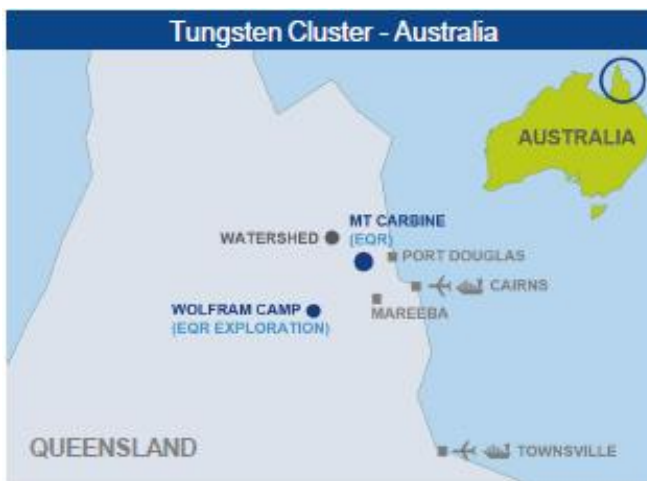 Tungsten Cluster - Australia
AUSTRALIA
MT CARBINE
(EQR)
WATERSHED
PORT DOUGLAS
CAIRNS
MAREEBA
WOLFRAM CAMP
(EQR EXPLORATION)
QUEENSLAND
TOWNSVILLE